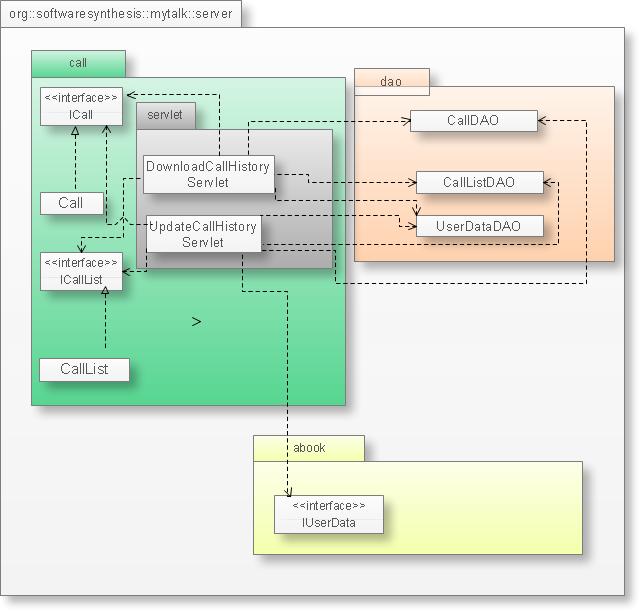 org::softwaresynthesis::mytalk::server
call
<<interface>>
ICall
servlet
DownloadCallHistory
Servlet
Call
UpdateCallHistory
Servlet
<<interface>>
ICallList
>
CallList
dao
CallDAO
CallListDAO
UserDataDAO
abook
<<interface>>
IUserData